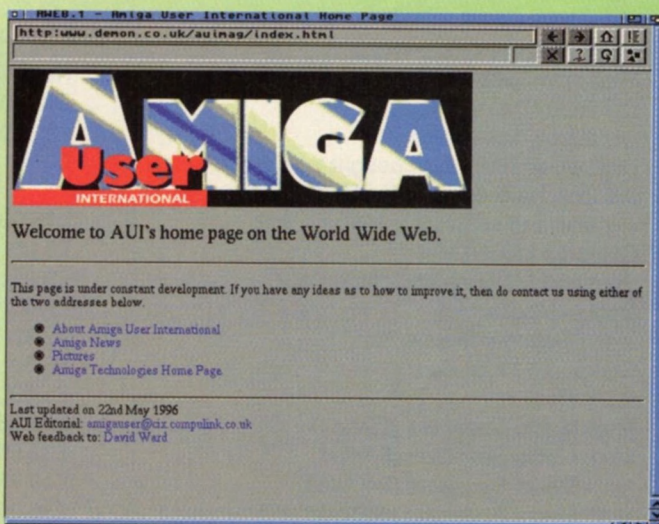 AWEB.1 - Amiga User International Home Page
http:www.demon.co.uk/auimag/index.html
AMIGA
User
INTERNATIONAL
Welcome to AUI's home page on the World Wide Web.
This page is under constant development. If you have any ideas as to how to improve it, then do contact us using either of
the two addresses below.
About Amiga User International
Amiga News
Pictures
Amiga Technologies Home Page
Last updated on 22nd May 1996
AUI Editorial: amigauser@cix.compulink.co.uk
Web feedback to: David Ward